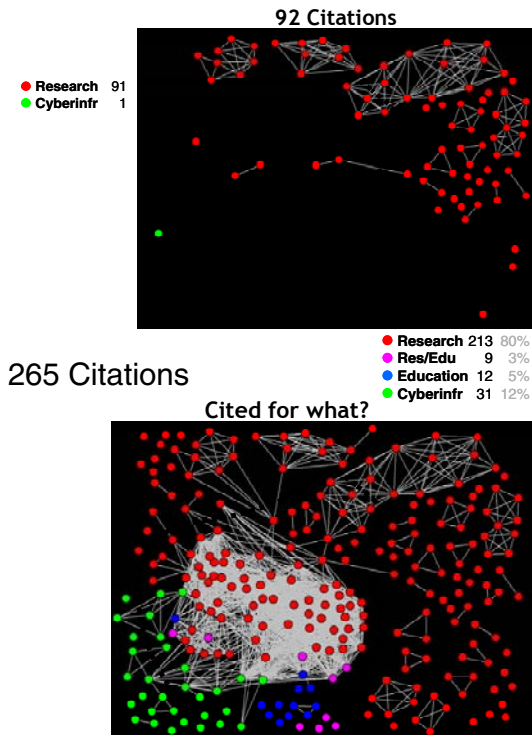 92 Citations
Research 91
Cyberinfr 1
Research 213 80%
Res/Edu 9 3%
Education 12 5%
Cyberinfr 31 12%
265 Citations
Cited for what?